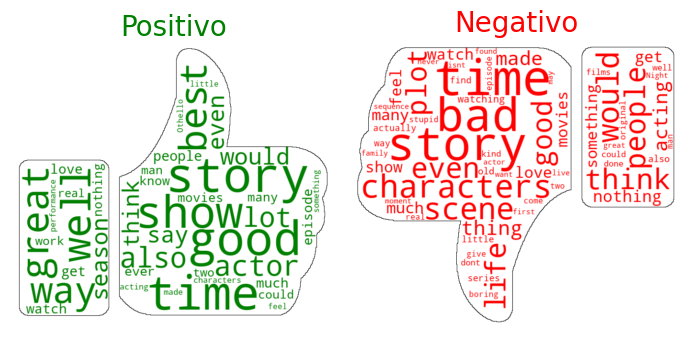 Positivo
Negativo
best
little
Othello
even
people
would
man
know
story
think
movies
many
something
show
lot
episode
say
good
also
actor
ever
two
characters
much
acting
made
time
could
feel
love
great
well
real
performance
nothing
season
work
get
way
watch
watch
found
made
never
isnt
plot
feel
find
time
episode
may
sequence
watching
many
stupid
bad
good
movies
actually
way
story
family
kind
actor
show
even
old
want
love
live
characters
two
moment
much
scene
come
real
first
thing
little
life
give
dont
series
boring
films
would
people
get
well
Night
something
original
acting
great
could
man
done
also
think
nothing